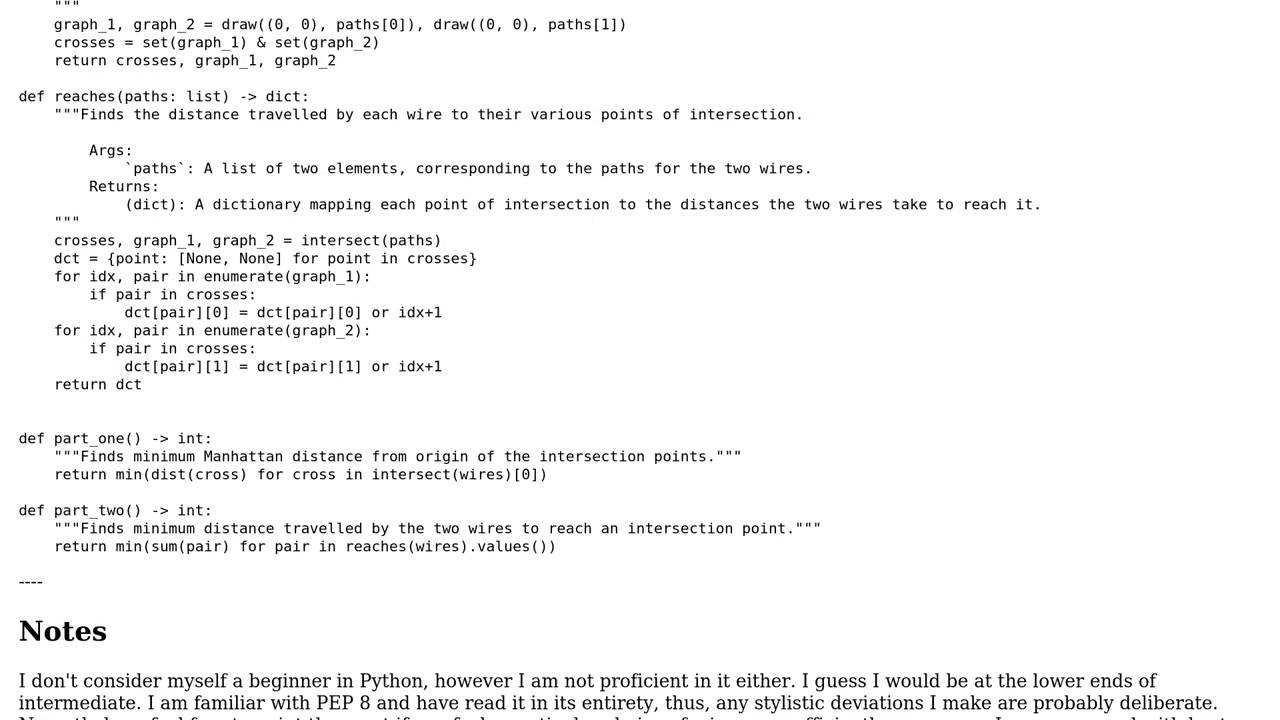 """
graph_1, graph_2 = draw((0, 0), paths[0]), draw((0, 0), paths[1])
crosses = set(graph_1) & set(graph_2)
return crosses, graph_1, graph_2
def reaches(paths: list) -> dict:
"""Finds the distance travelled by each wire to their various points of intersection.
Args:
`paths`: A list of two elements, corresponding to the paths for the two wires.
Returns:
(dict): A dictionary mapping each point of intersection to the distances the two wires take to reach it.
"""
crosses, graph_1, graph_2 = intersect(paths)
dct = {point: [None, None] for point in crosses}
for idx, pair in enumerate(graph_1):
if pair in crosses:
dct[pair][0] = dct[pair][0] or idx+1
for idx, pair in enumerate(graph_2):
if pair in crosses:
dct[pair][1] = dct[pair][1] or idx+1
return dct
def part_one() -> int:
"""Finds minimum Manhattan distance from origin of the intersection points."""
return min(dist(cross) for cross in intersect(wires)[0])
def part_two() -> int:
"""Finds minimum distance travelled by the two wires to reach an intersection point."""
return min(sum(pair) for pair in reaches(wires).values())
----
Notes
I don't consider myself a beginner in Python, however I am not proficient in it either. I guess I would be at the lower ends of
intermediate. I am familiar with PEP 8 and have read it in its entirety, thus, any stylistic deviations I make are probably deliberate.